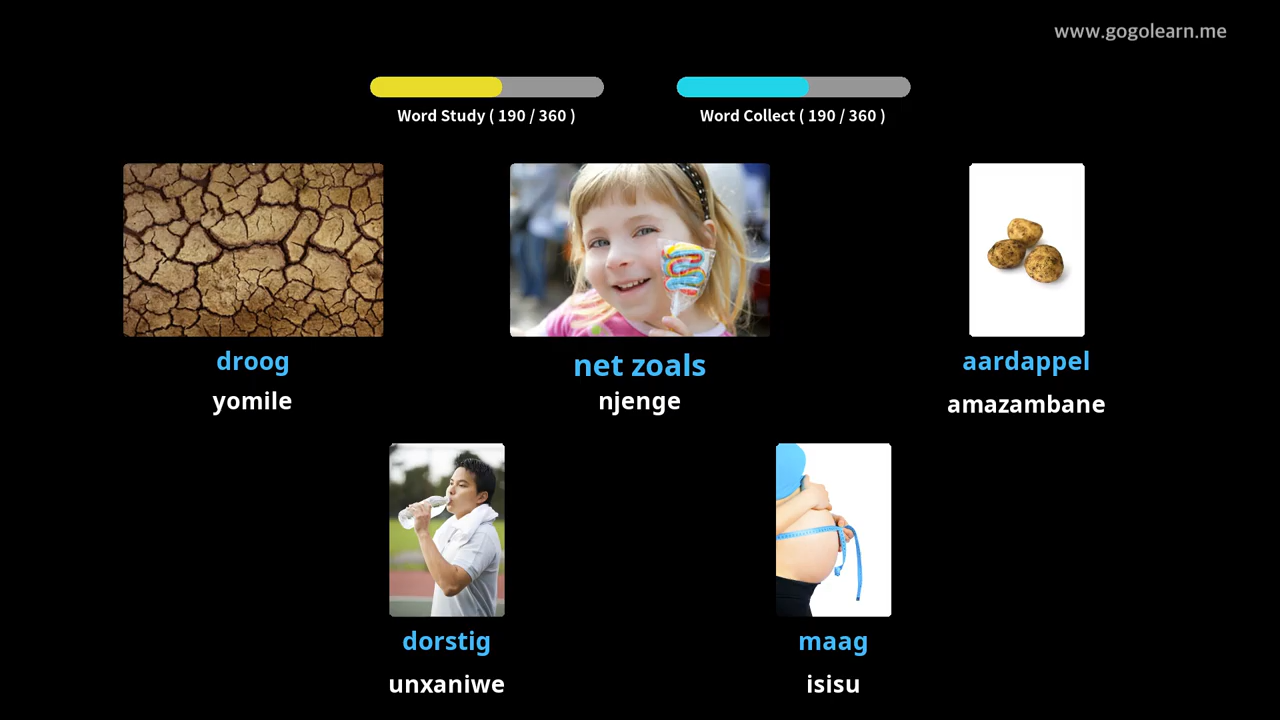 www.gogolearn.me
Word Study ( 190 / 360 )
Word Collect ( 190 / 360 )
droog
yomile
net zoals
njenge
aardappel
amazambane
dorstig
unxaniwe
maag
isisu